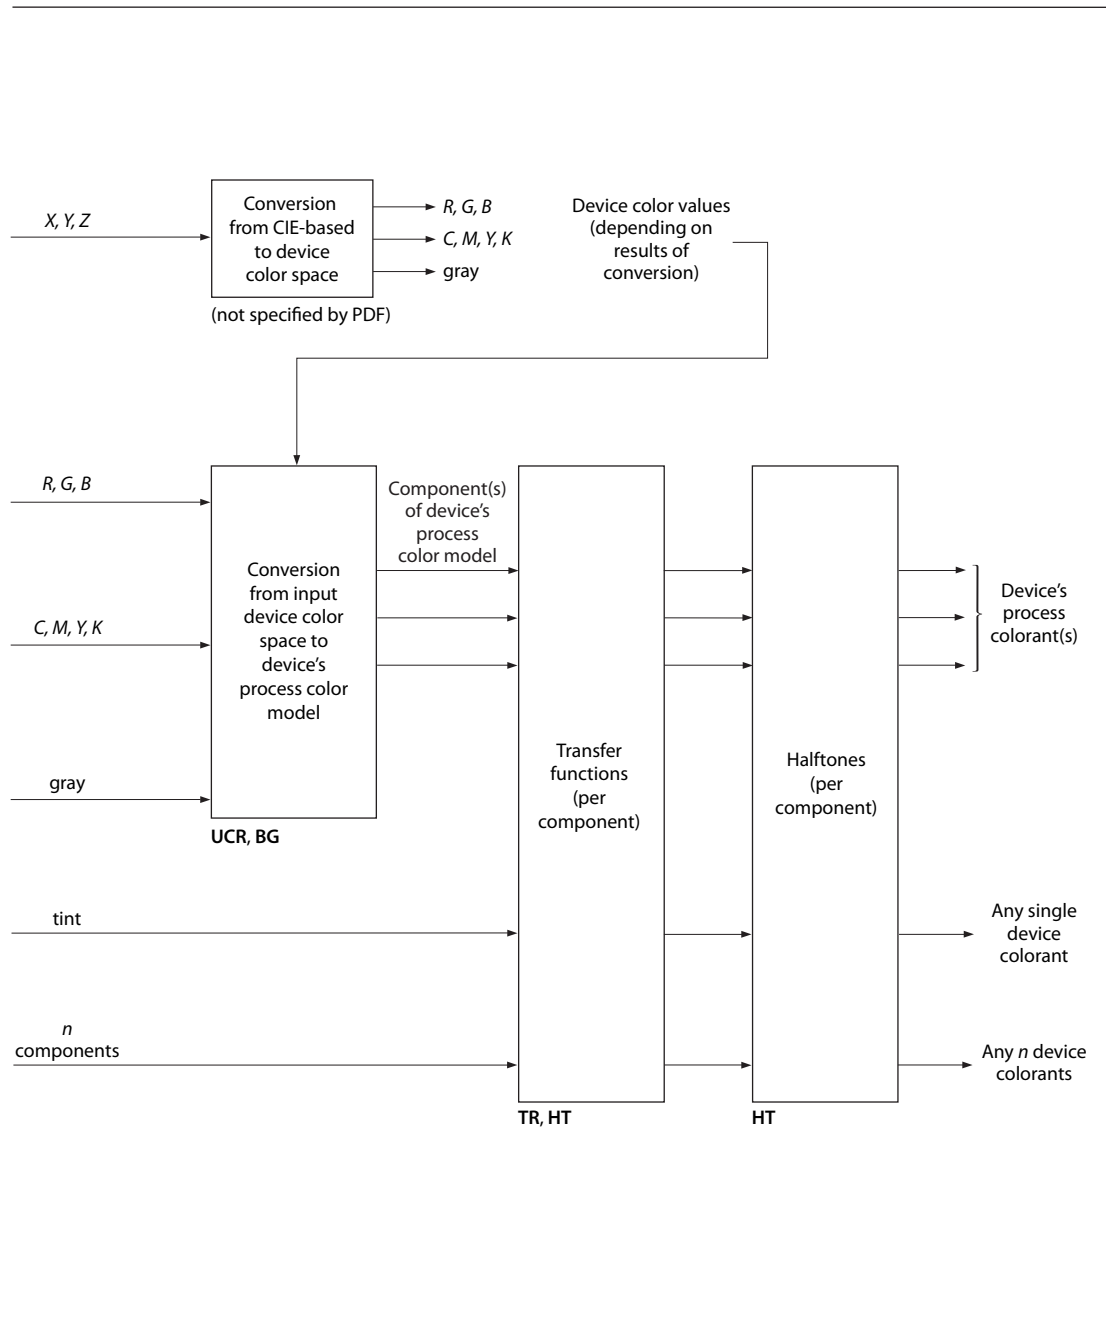 X, Y, Z
Conversion
from CIE-based
to device
color space
(not specified by PDF)
R, G, B
C, M, Y, K
gray
Device color values
(depending on
results of
conversion)
R, G, B
C, M, Y, K
gray
Conversion
from input
device color
space to
device’s
process color
model
UCR, BG
Component(s)
of device’s
process
color model
Transfer
functions
(per
component)
Halftones
(per
component)
Device’s
process
colorant(s)
tint
Any single
device
colorant
n
components
Any n device
colorants
TR, HT
HT